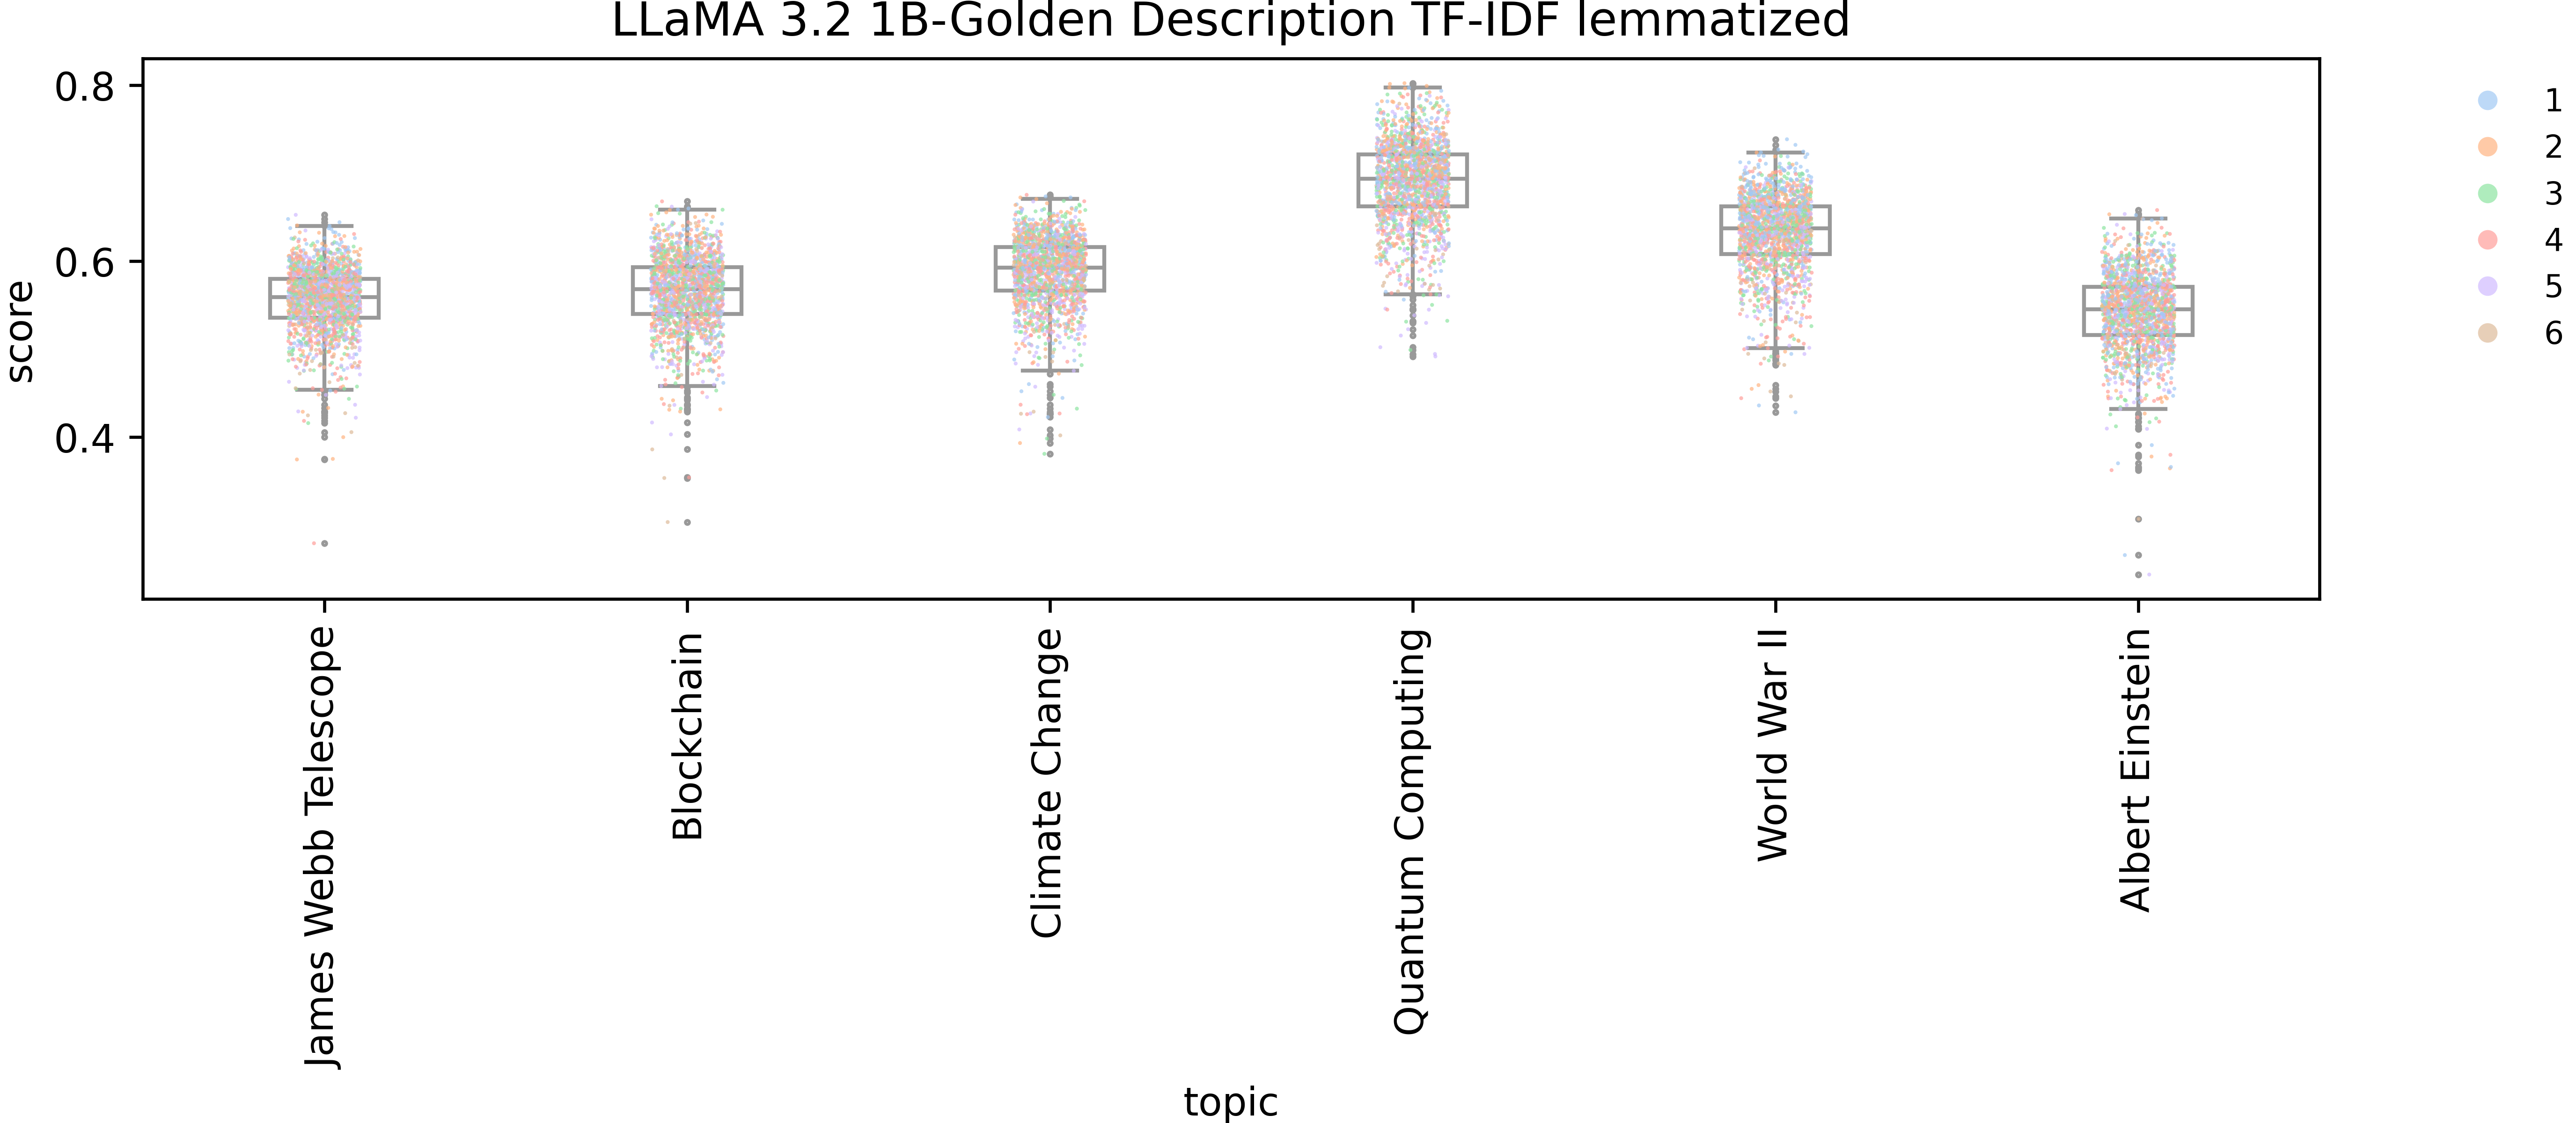 LLaMA 3.2 1B-Golden Description TF-IDF lemmatized
0.8
0.6
0.4
score
James Webb Telescope
Blockchain
Climate Change
Quantum Computing
World War II
Albert Einstein
topic
1
2
3
4
5
6